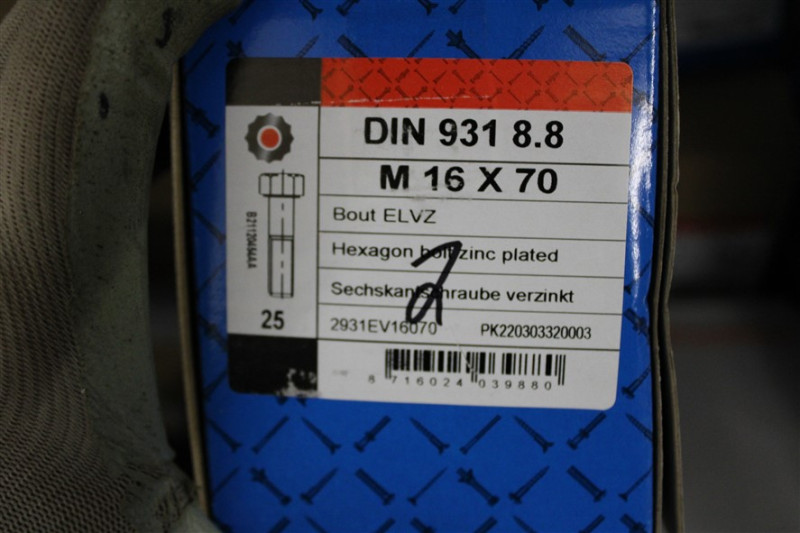 DIN 931 8.8
M 16 X 70
Bout ELVZ
Hexagon bolt zinc plated
Sechskantschraube verzinkt
25
2931EV16070 PK220303320003
8 716024 039880
2